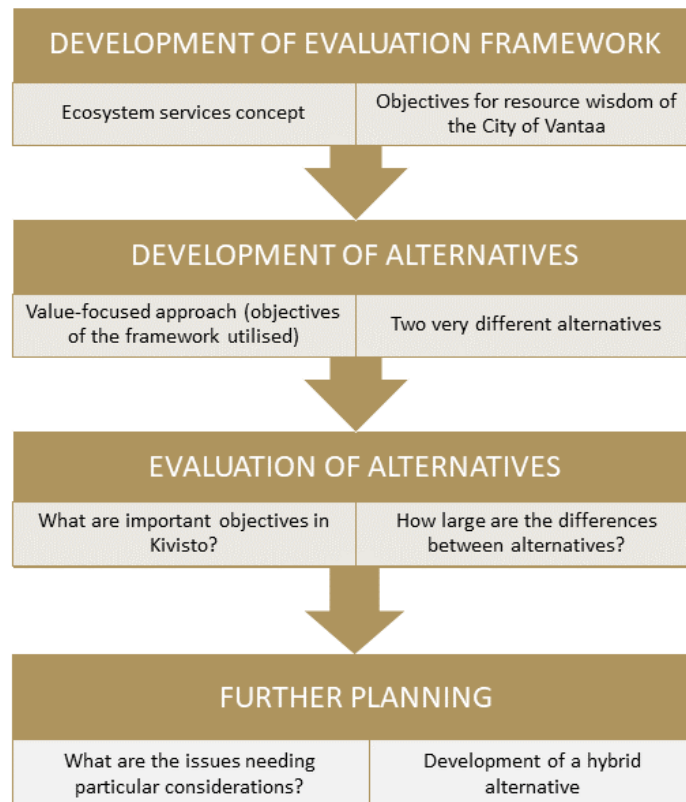 DEVELOPMENT OF EVALUATION FRAMEWORK
Ecosystem services concept
Objectives for resource wisdom of
the City of Vantaa
DEVELOPMENT OF ALTERNATIVES
Value-focused approach (objectives
of the framework utilised)
Two very different alternatives
EVALUATION OF ALTERNATIVES
What are important objectives in
Kivisto?
How large are the differences
between alternatives?
FURTHER PLANNING
What are the issues needing
particular considerations?
Development of a hybrid
alternative